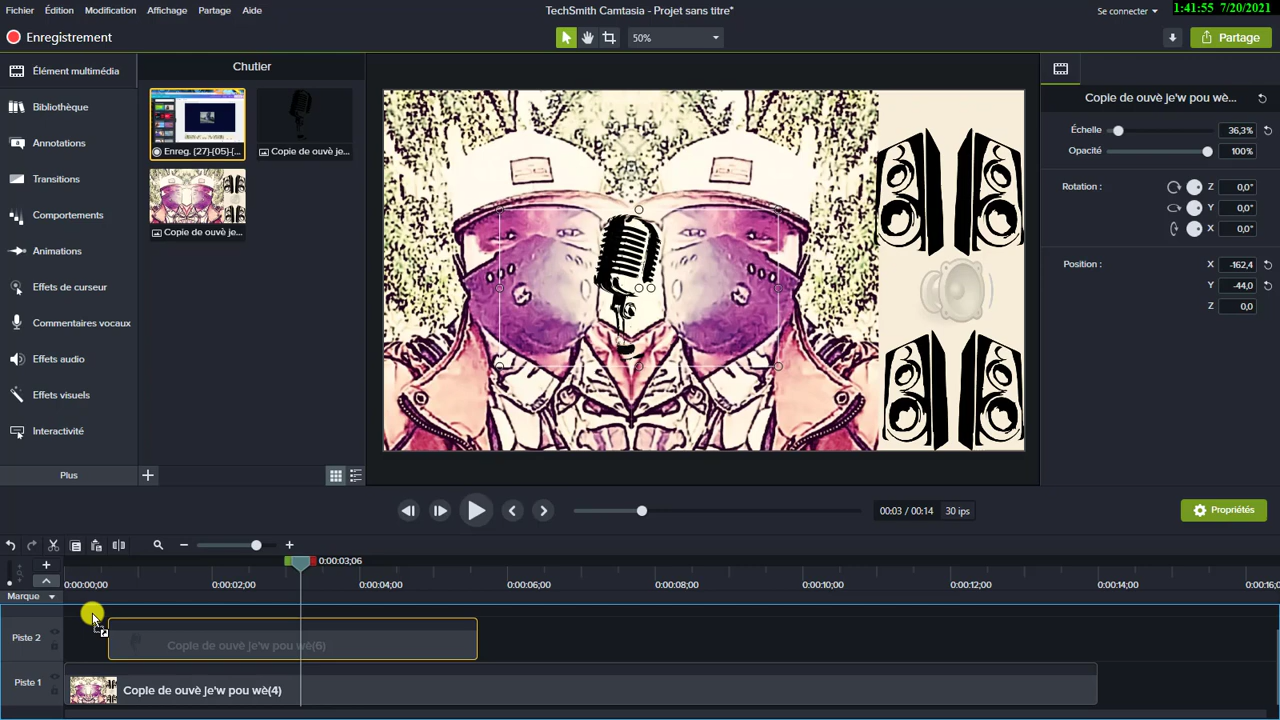 Fichier Édition Modification Affichage Partage Aide
TechSmith Camtasia - Projet sans titre*
Se connecter
1:41:55 7/20/2021
Enregistrement
50%
Partage
Élément multimédia
Bibliothèque
Annotations
Transitions
Comportements
Animations
Effets de curseur
Commentaires vocaux
Effets audio
Effets visuels
Interactivité
Plus
Chutier
Enreg. [27]-[05]-[...
Copie de ouvè je...
Copie de ouvè je...
Copie de ouvè je'w pou wè...
Échelle 36,3%
Opacité 100%
Rotation : Z 0,0°
Y 0,0°
X 0,0°
Position : X -162,4
Y -44,0
Z 0,0
00:03 / 00:14 30 ips
Propriétés
0:00:03;06
0:00:00;00 0:00:02;00 0:00:04;00 0:00:06;00 0:00:08;00 0:00:10;00 0:00:12;00 0:00:14;00 0:00:16;0
Marque
Piste 2
Copie de ouvè je'w pou wè(6)
Piste 1
Copie de ouvè je'w pou wè(4)